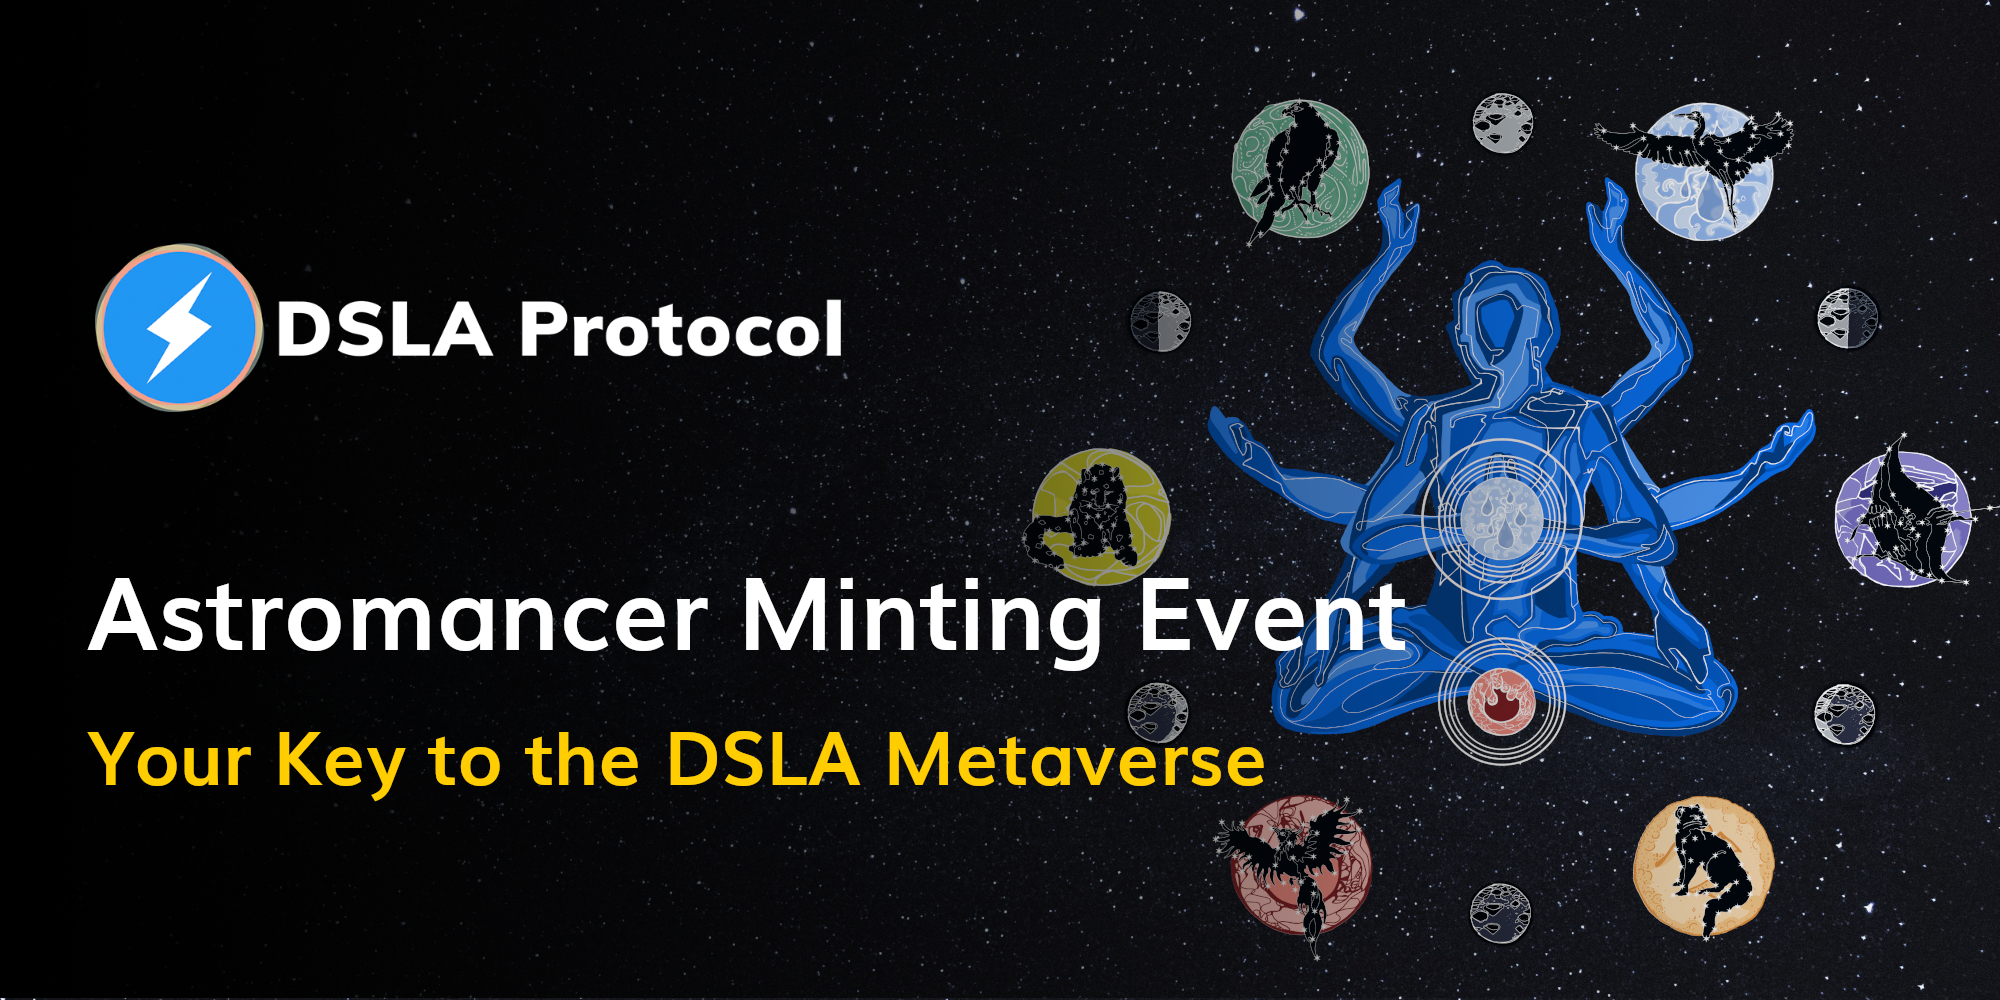 DSLA Protocol
Astromancer Minting Event
Your Key to the DSLA Metaverse